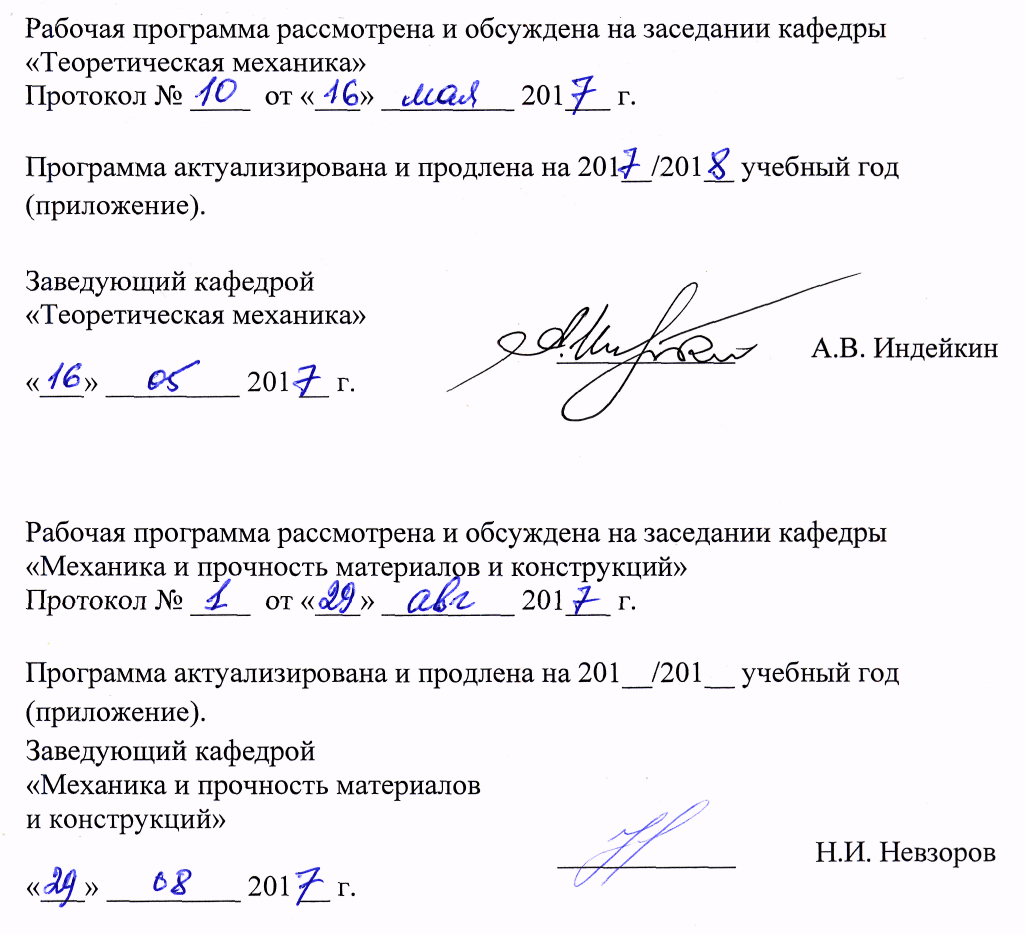 Рабочая программа рассмотрена и обсуждена на заседании кафедры
«Теоретическая механика»
Протокол № 10 от «16» мая 2017 г.
Программа актуализирована и продлена на 2017/2018 учебный год
(приложение).
Заведующий кафедрой
«Теоретическая механика»
А.В. Индейкин
«16» 05 2017 г.
Рабочая программа рассмотрена и обсуждена на заседании кафедры
«Механика и прочность материалов и конструкций»
Протокол № 1 от «29» авг 2017 г.
Программа актуализирована и продлена на 201__/201__ учебный год
(приложение).
Заведующий кафедрой
«Механика и прочность материалов
и конструкций»
Н.И. Невзоров
«29» 08 2017 г.